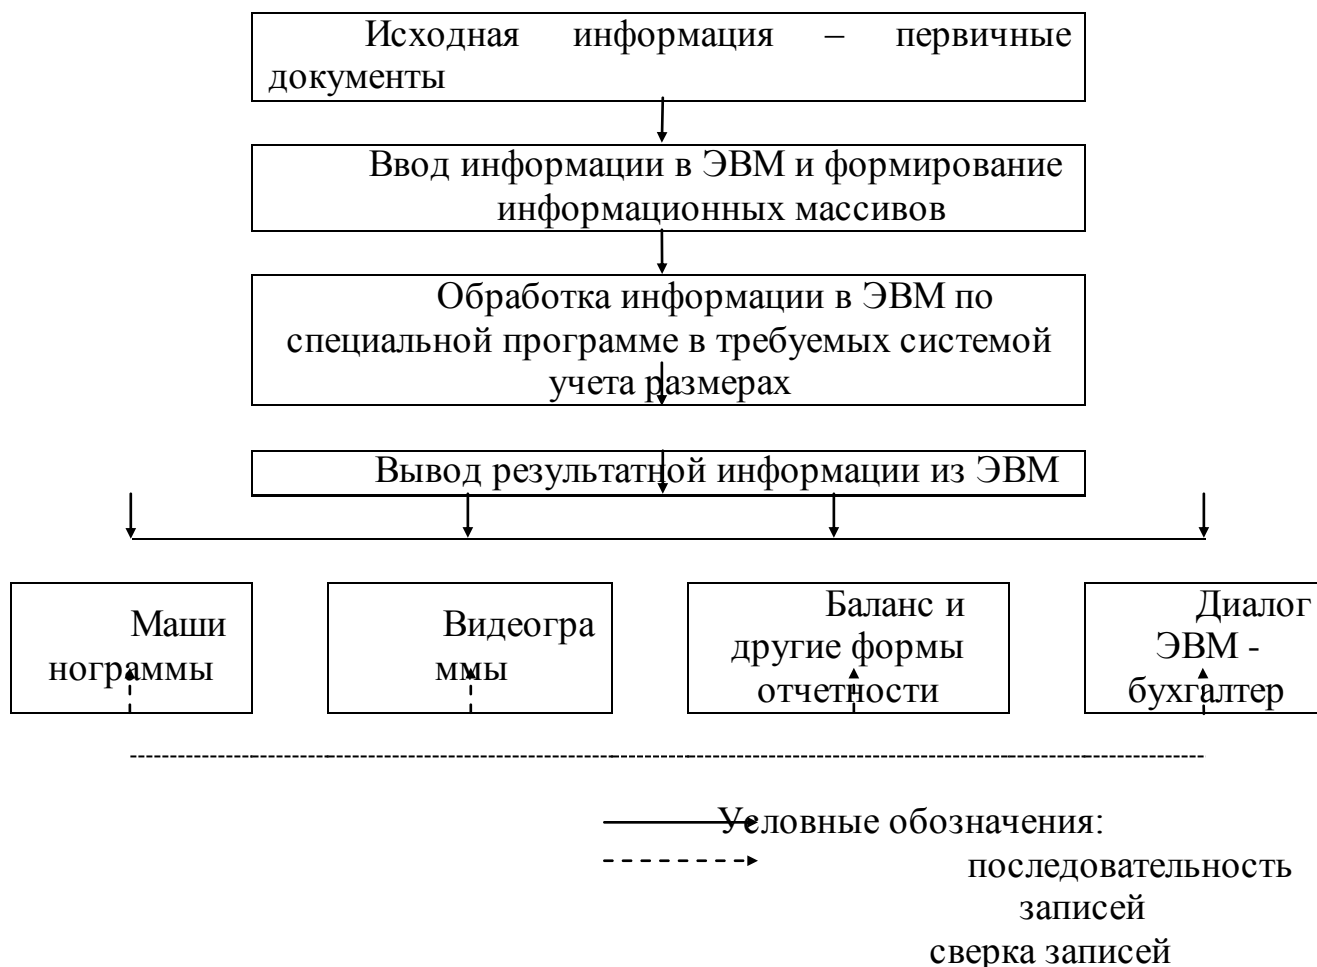 Исходная информация – первичные
документы
Ввод информации в ЭВМ и формирование
информационных массивов
Обработка информации в ЭВМ по
специальной программе в требуемых системой
учета размерах
Вывод результатной информации из ЭВМ
Маши
нограммы
Видеогра
ммы
Баланс и
другие формы
отчетности
Диалог
ЭВМ -
бухгалтер
Условные обозначения:
последовательность
записей
сверка записей